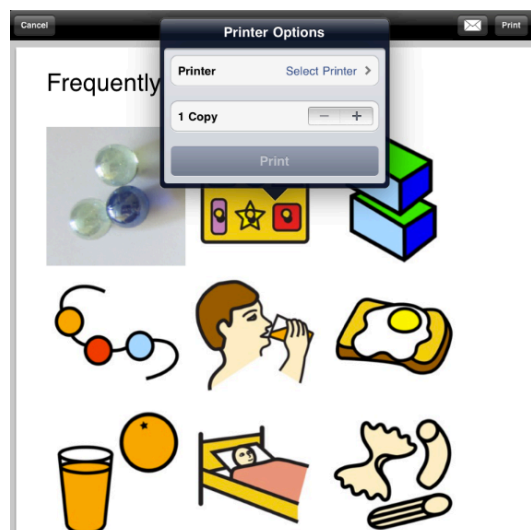 Cancel
Printer Options
Print
Frequently
Printer Select Printer
1 Copy
Print